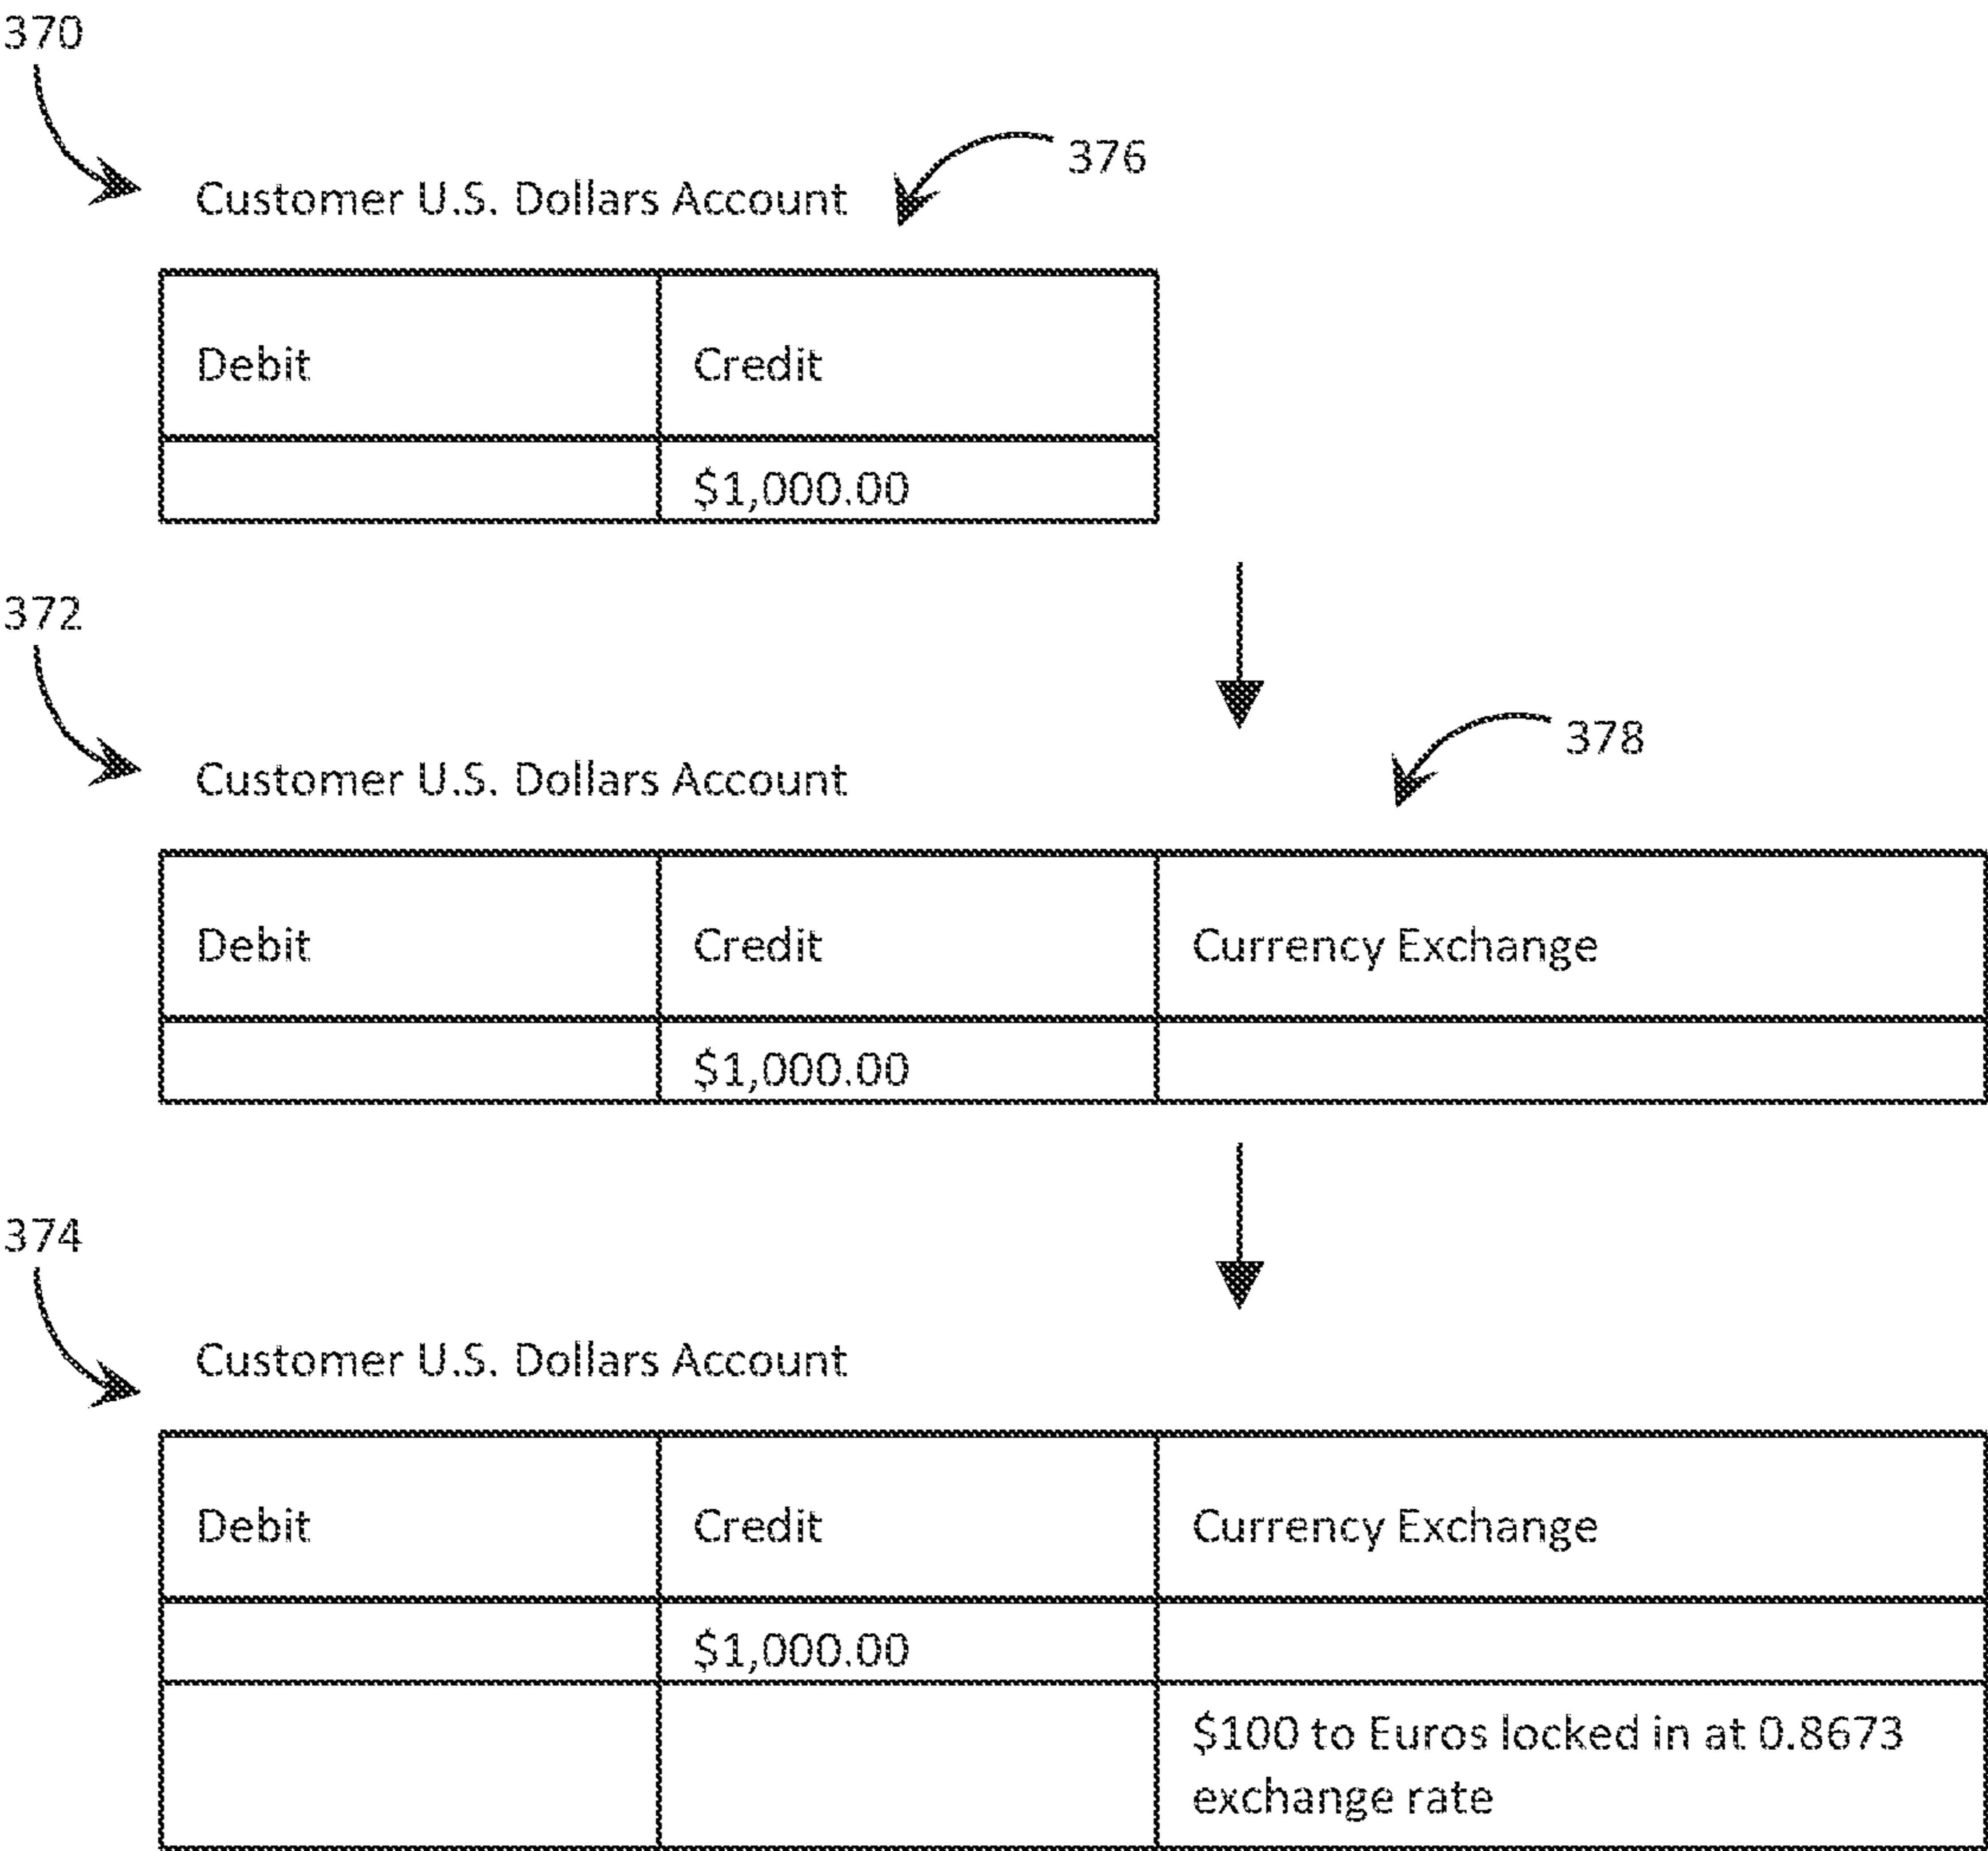 370
376
Customer U.S. Dollars Account
Debit Credit
$1,000.00
372
378
Customer U.S. Dollars Account
Debit Credit Currency Exchange
$1,000.00
374
Customer U.S. Dollars Account
Debit Credit Currency Exchange
$1,000.00
$100 to Euros locked in at 0.8673
exchange rate